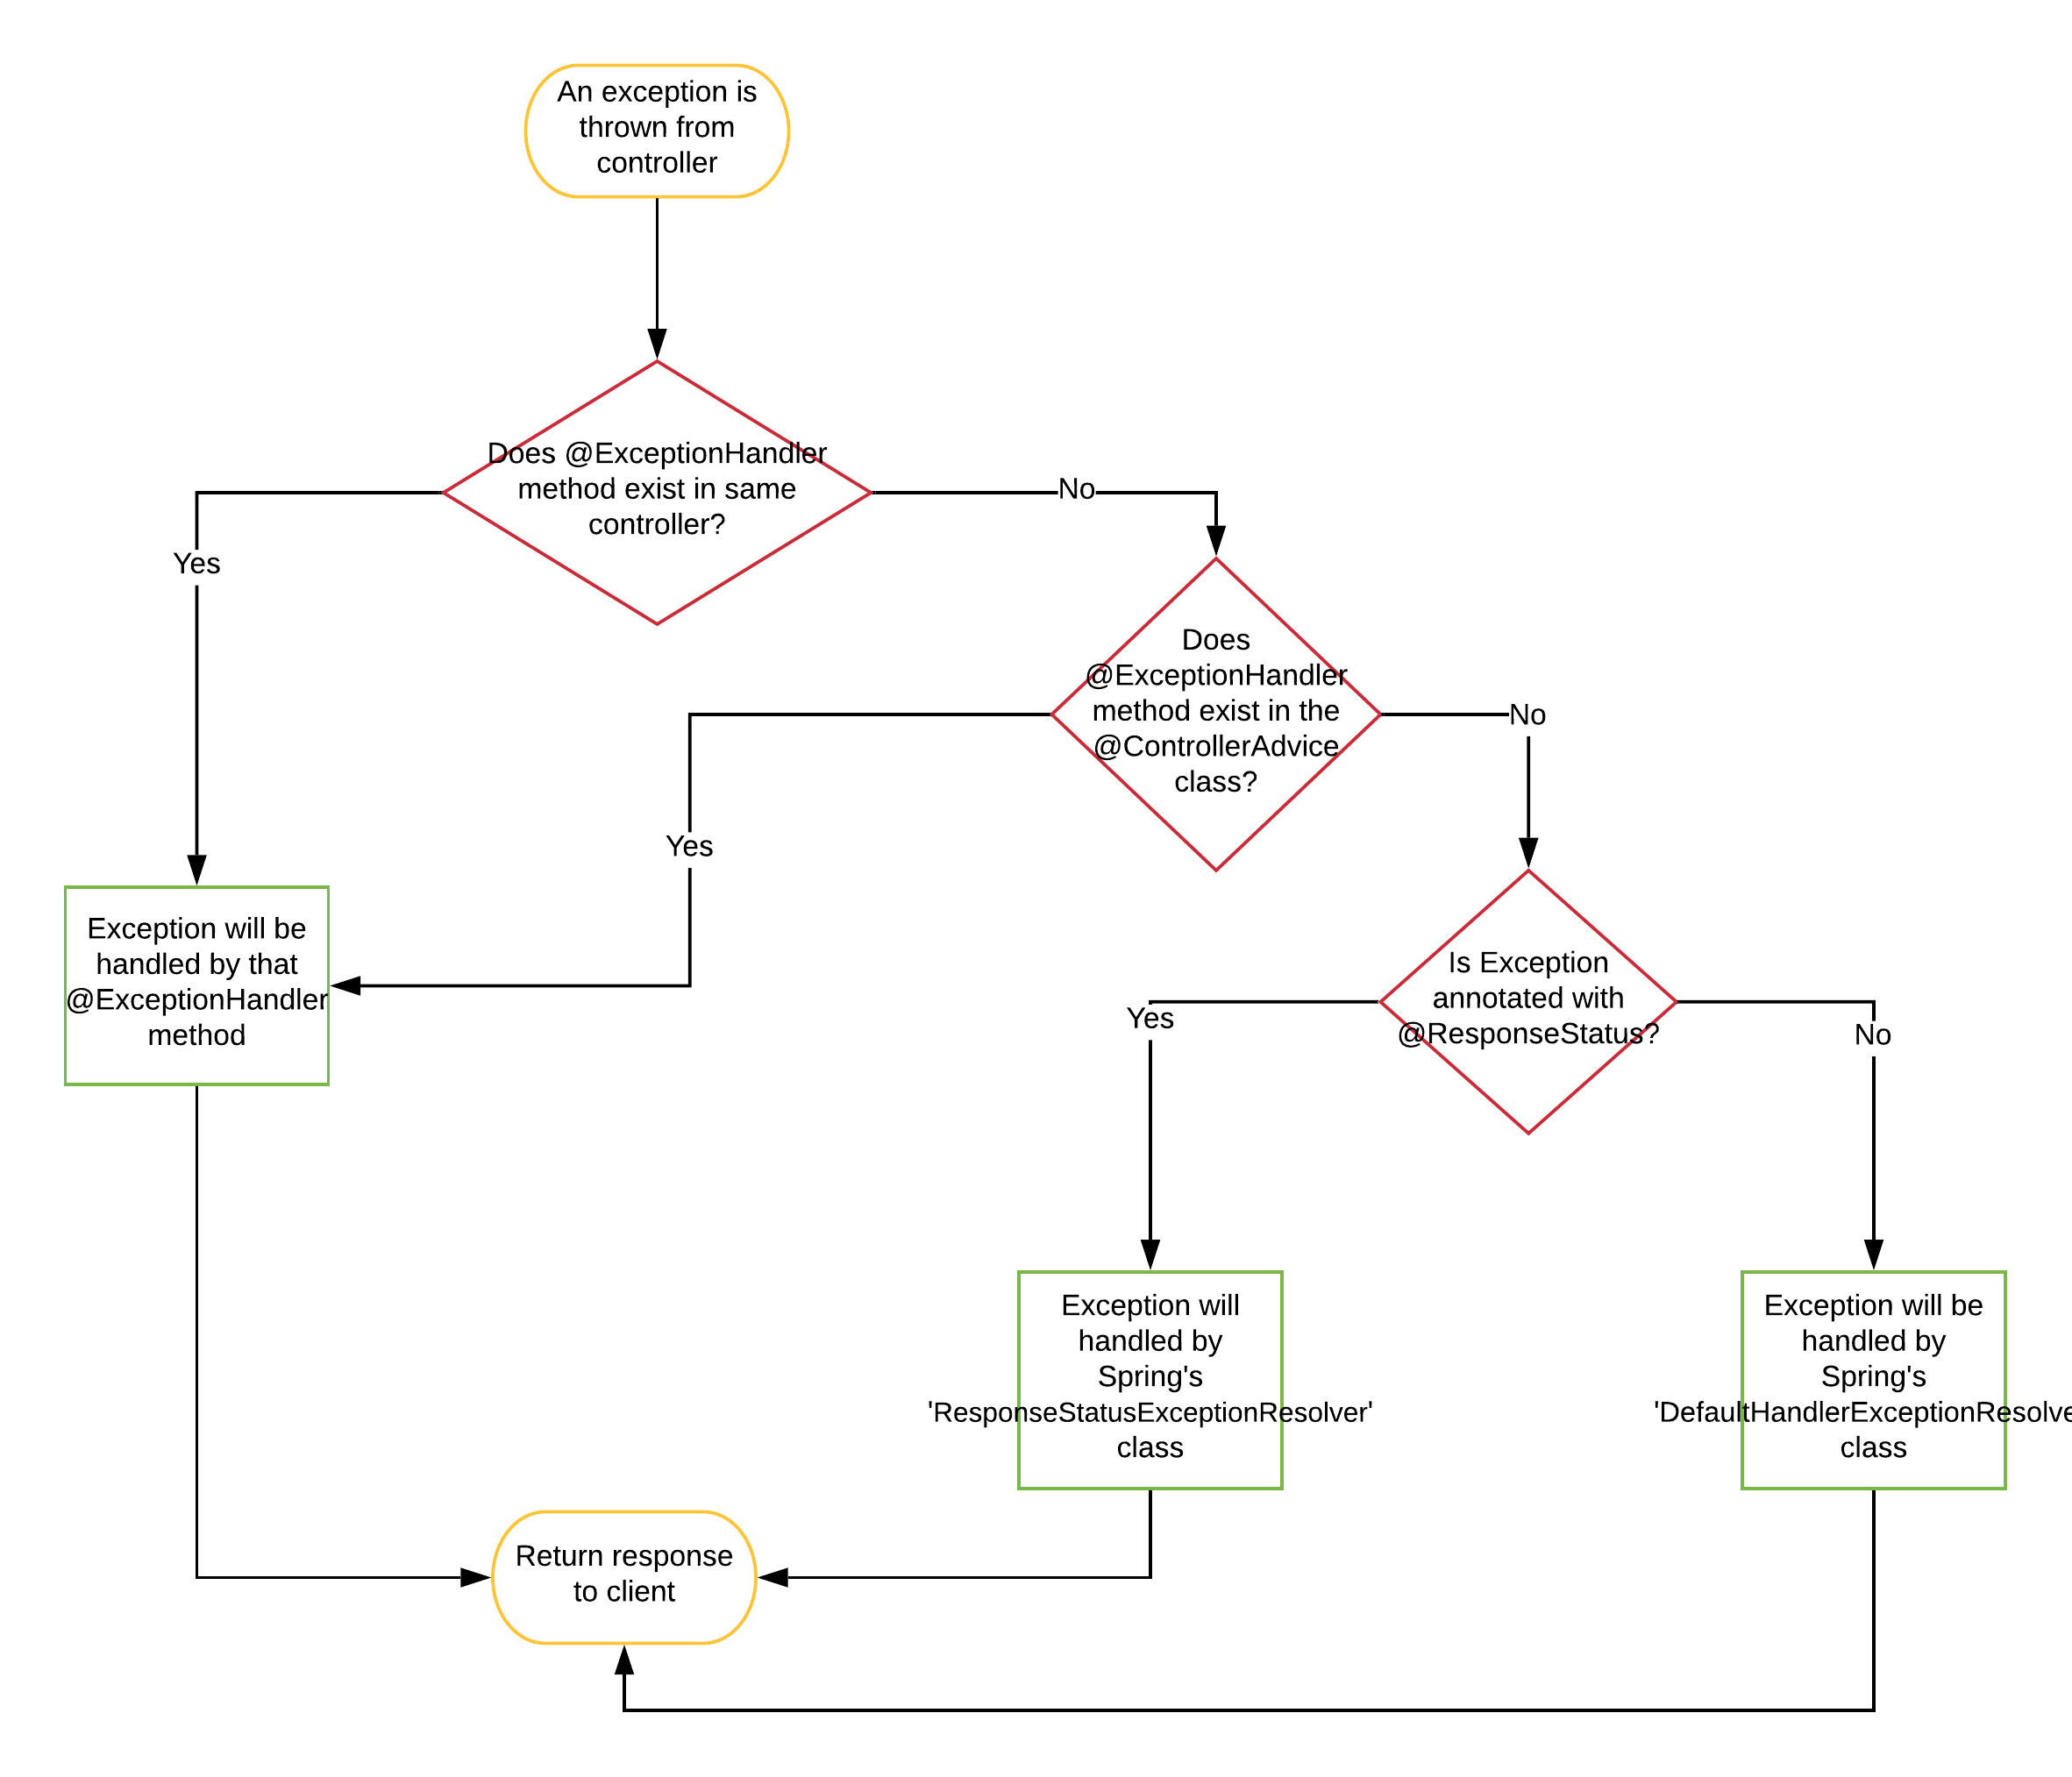 An exception is
thrown from
controller
Does @ExceptionHandler
method exist in same
controller?
No
Yes
Does
@ExceptionHandler
method exist in the
@ControllerAdvice
class?
No
Yes
Exception will be
handled by that
@ExceptionHandler
method
Is Exception
annotated with
@ResponseStatus?
Yes
No
Exception will
handled by
Spring's
'ResponseStatusExceptionResolver'
class
Exception will be
handled by
Spring's
'DefaultHandlerExceptionResolve
class
Return response
to client